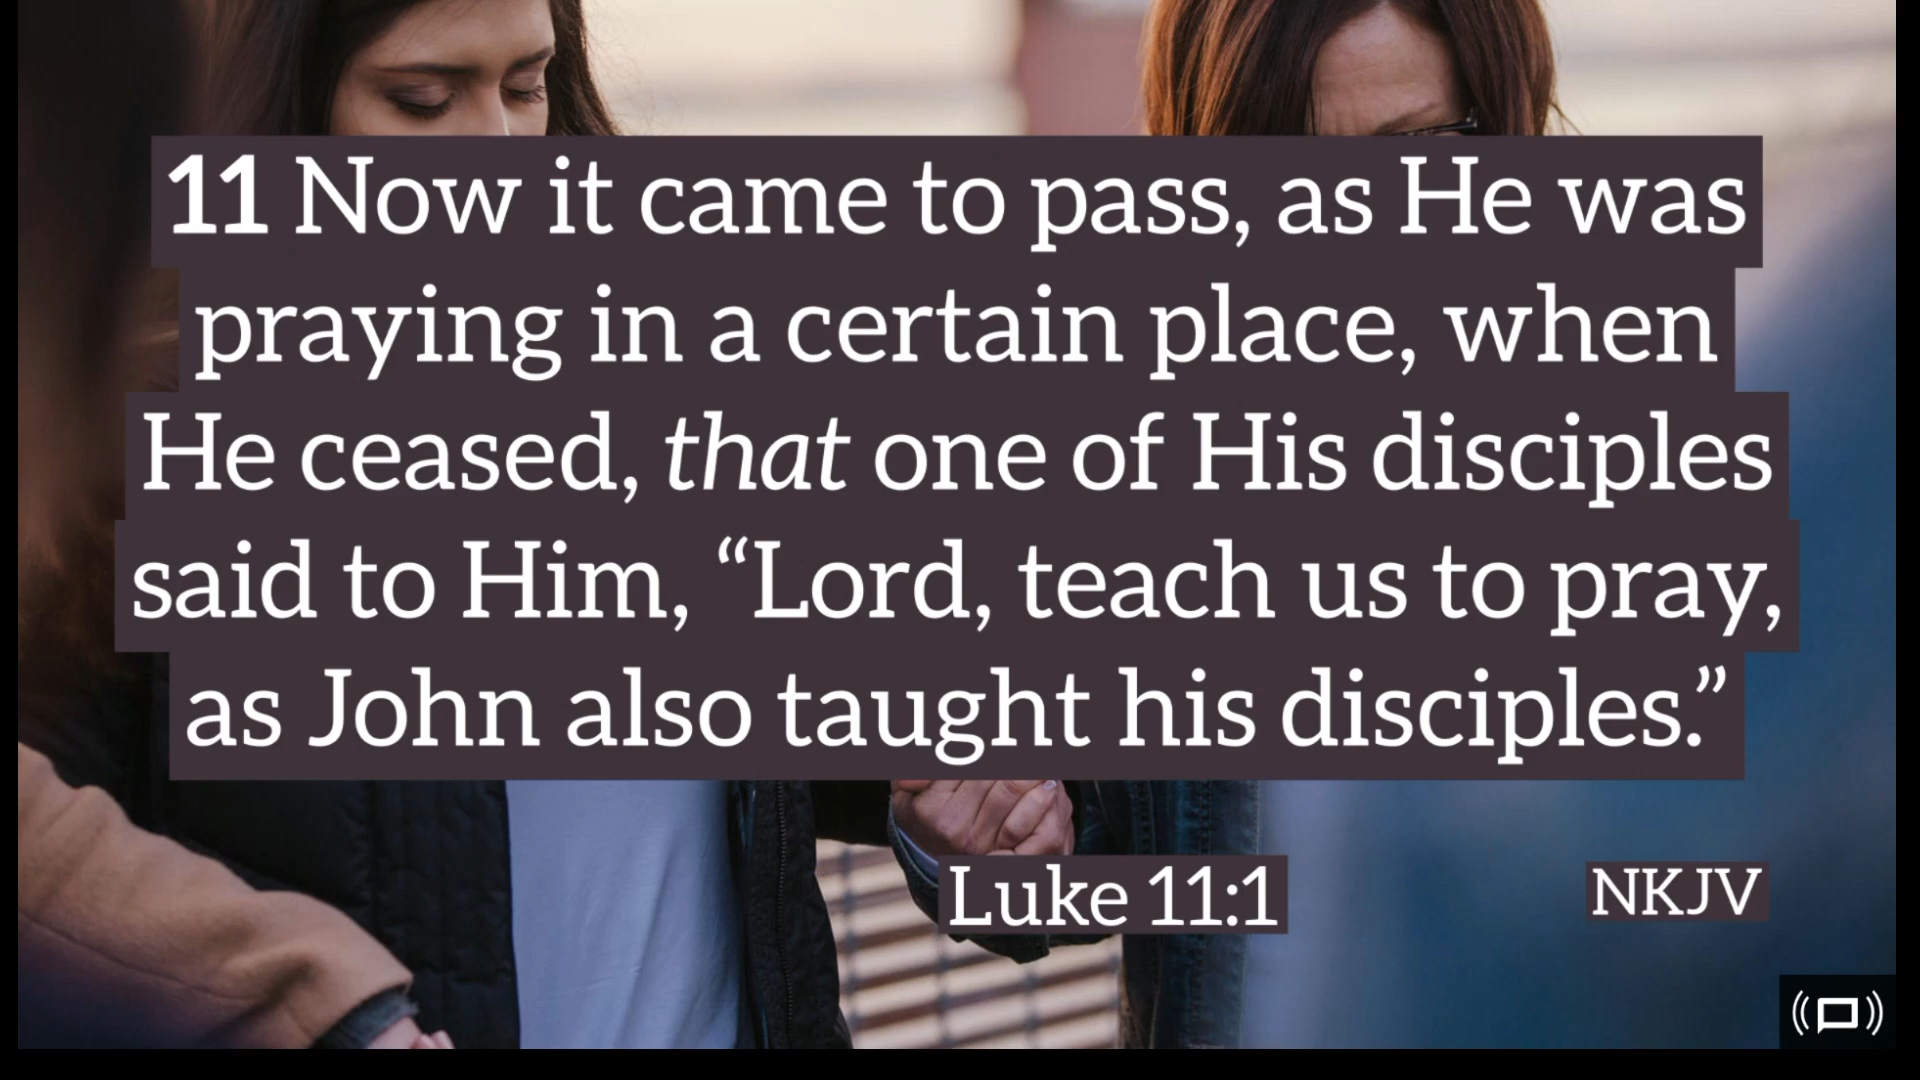 11 Now it came to pass, as He was
praying in a certain place, when
He ceased, that one of His disciples
said to Him, “Lord, teach us to pray,
as John also taught his disciples.”
Luke 11:1
NKJV